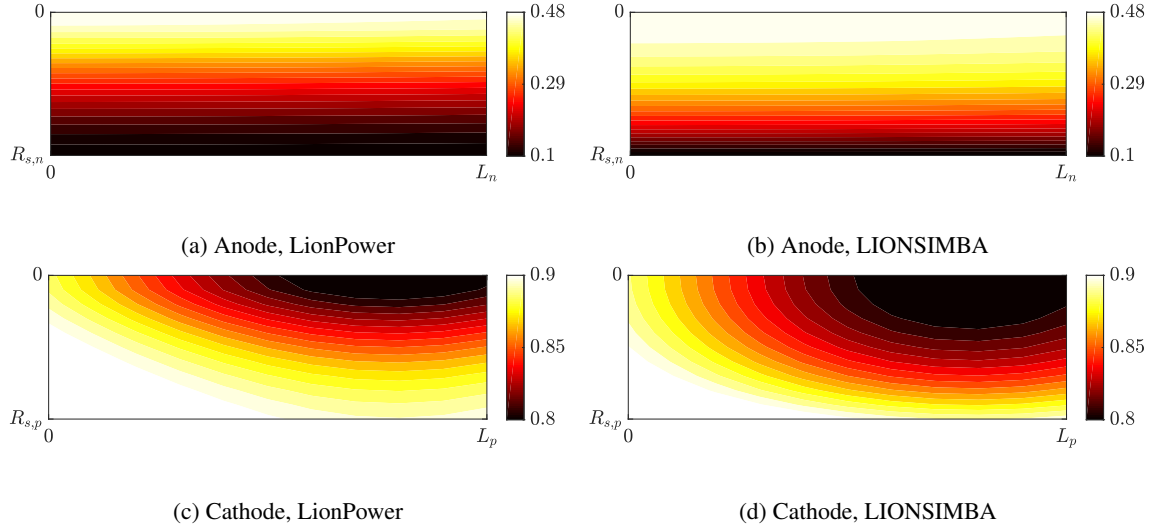 0
0.48
0.29
0.1
R_{s,n}
0
L_n
(a) Anode, LionPower
0
0.48
0.29
0.1
R_{s,n}
0
L_n
(b) Anode, LIONSIMBA
0
0.9
0.85
0.8
R_{s,p}
0
L_p
(c) Cathode, LionPower
0
0.9
0.85
0.8
R_{s,p}
0
L_p
(d) Cathode, LIONSIMBA